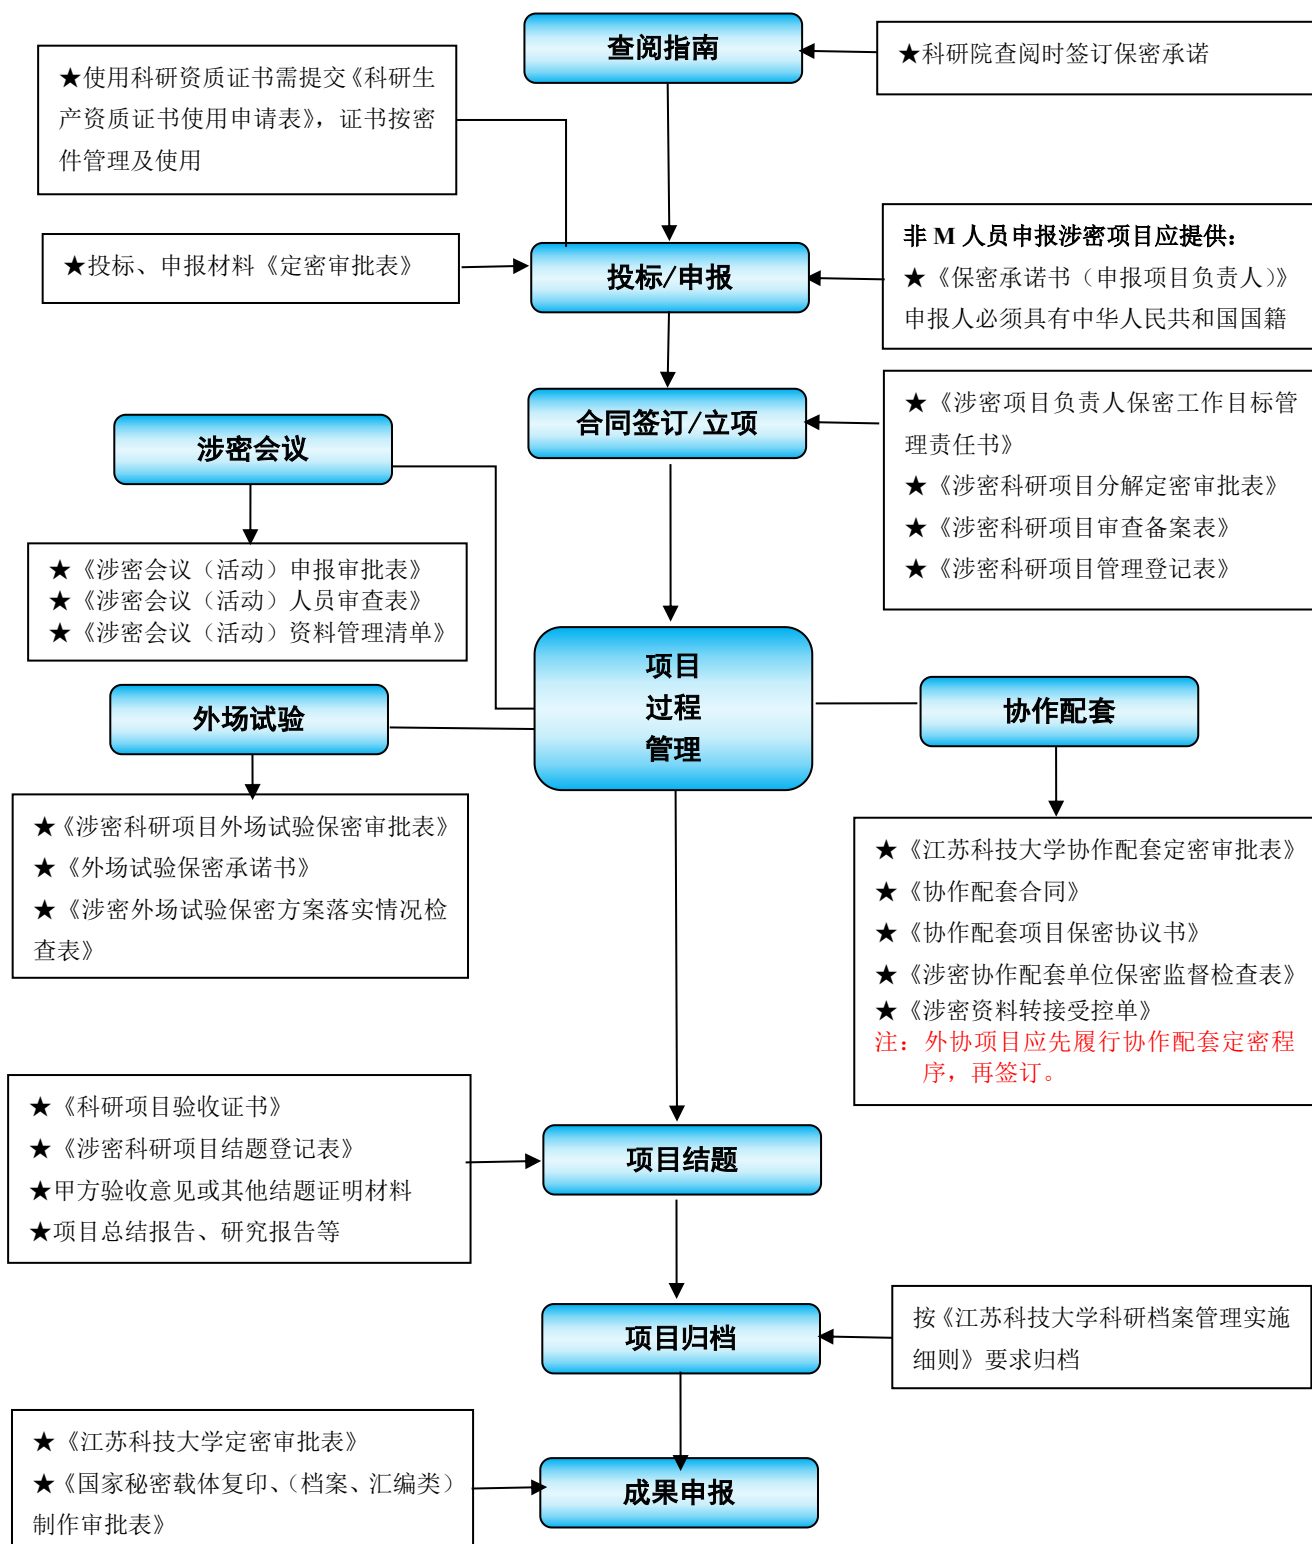 查阅指南
★科研院查阅时签订保密承诺
★使用科研资质证书需提交《科研生
产资质证书使用申请表》，证书按密
件管理及使用
★投标、申报材料《定密审批表》
投标/申报
非 M 人员申报涉密项目应提供：
★《保密承诺书（申报项目负责人）》
申报人必须具有中华人民共和国国籍
合同签订/立项
★《涉密项目负责人保密工作目标管
理责任书》
★《涉密科研项目分解定密审批表》
★《涉密科研项目审查备案表》
★《涉密科研项目管理登记表》
涉密会议
★《涉密会议（活动）申报审批表》
★《涉密会议（活动）人员审查表》
★《涉密会议（活动）资料管理清单》
项目
过程
管理
外场试验
★《涉密科研项目外场试验保密审批表》
★《外场试验保密承诺书》
★《涉密外场试验保密方案落实情况检
查表》
协作配套
★《江苏科技大学协作配套定密审批表》
★《协作配套合同》
★《协作配套项目保密协议书》
★《涉密协作配套单位保密监督检查表》
★《涉密资料转接受控单》
注：外协项目应先履行协作配套定密程
序，再签订。
★《科研项目验收证书》
★《涉密科研项目结题登记表》
★甲方验收意见或其他结题证明材料
★项目总结报告、研究报告等
项目结题
项目归档
按《江苏科技大学科研档案管理实施
细则》要求归档
★《江苏科技大学定密审批表》
★《国家秘密载体复印、（档案、汇编类）
制作审批表》
成果申报